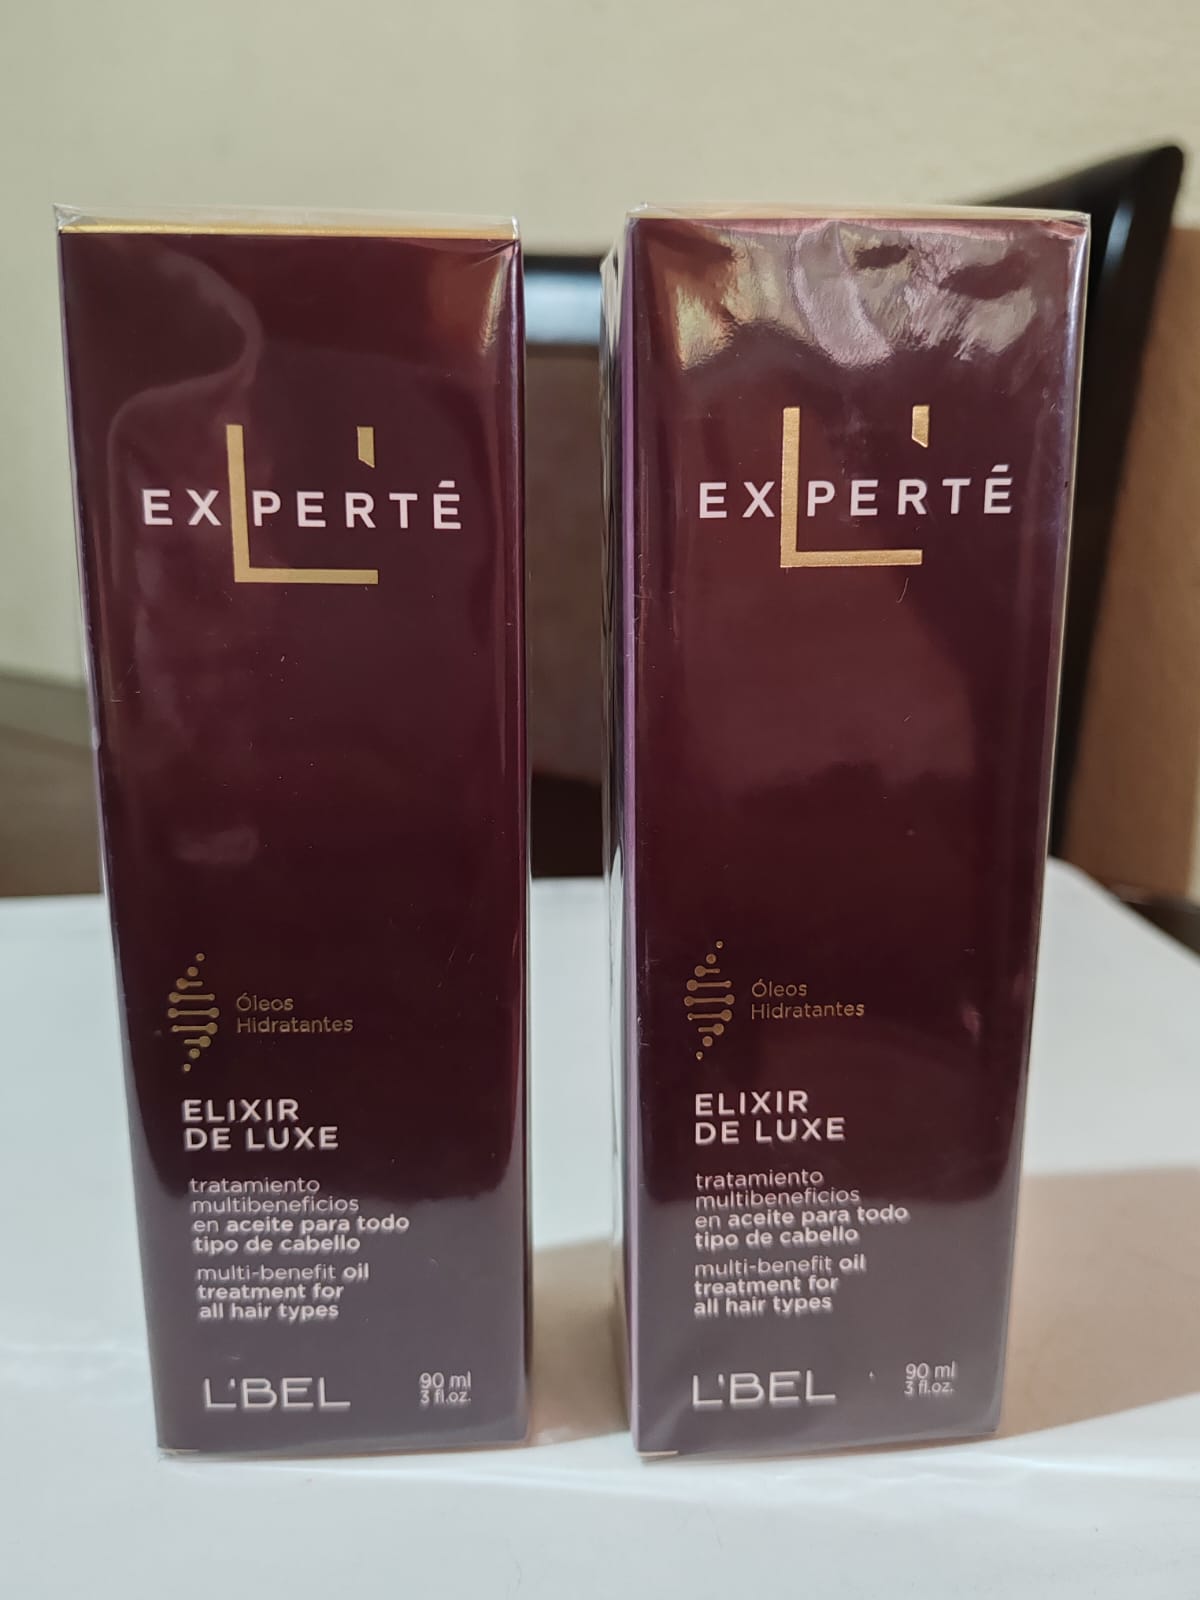 L'
EXPERTÉ
Óleos
Hidratantes
ELIXIR
DE LUXE
tratamiento
multibeneficios
en aceite para todo
tipo de cabello
multi-benefit oil
treatment for
all hair types
L'BEL
90 ml
3 fl.oz.
L'
EXPERTÉ
Óleos
Hidratantes
ELIXIR
DE LUXE
tratamiento
multibeneficios
en aceite para todo
tipo de cabello
multi-benefit oil
treatment for
all hair types
L'BEL
90 ml
3 fl.oz.